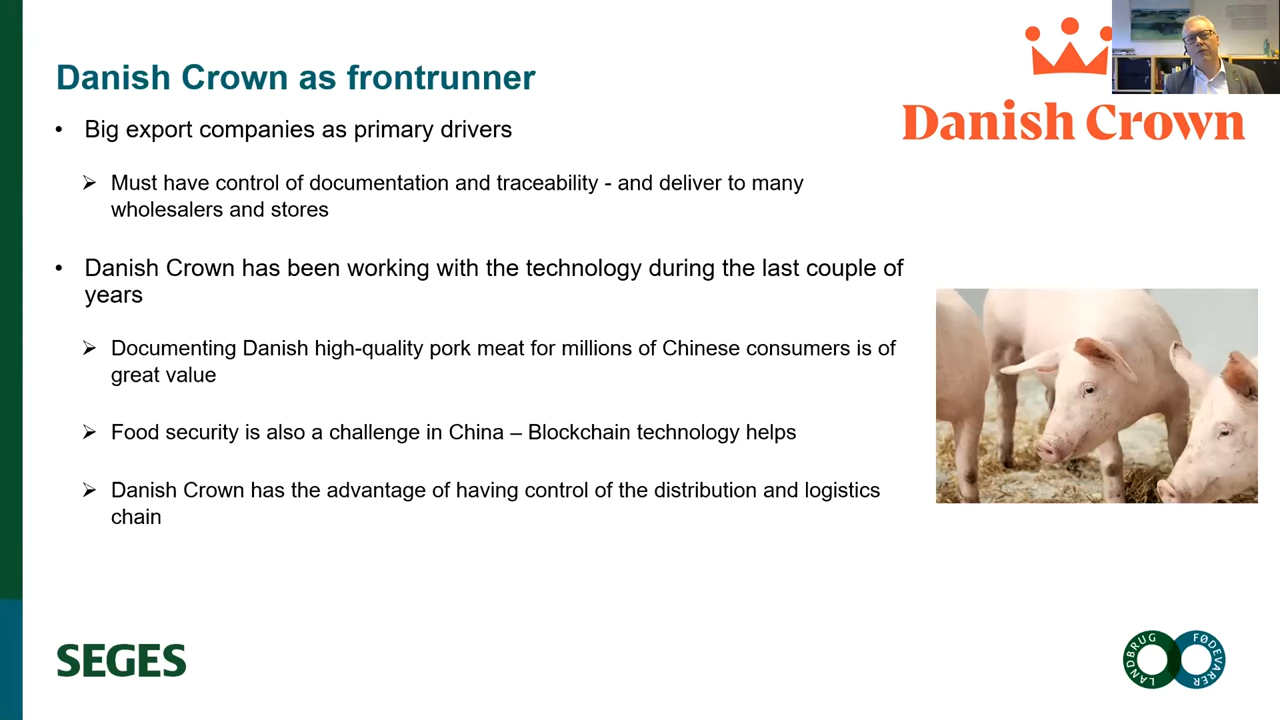 Danish Crown as frontrunner
Danish Crown
• Big export companies as primary drivers
➢ Must have control of documentation and traceability - and deliver to many
wholesalers and stores
• Danish Crown has been working with the technology during the last couple of
years
➢ Documenting Danish high-quality pork meat for millions of Chinese consumers is of
great value
➢ Food security is also a challenge in China – Blockchain technology helps
➢ Danish Crown has the advantage of having control of the distribution and logistics
chain
SEGES
LANDBRUG FØDEVARER